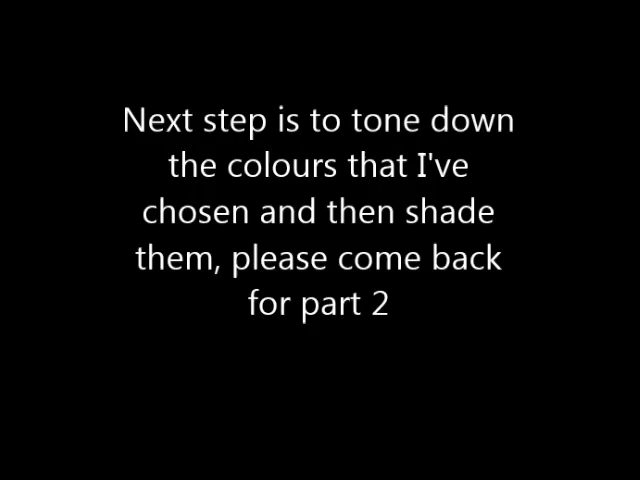 Next step is to tone down
the colours that I've
chosen and then shade
them, please come back
for part 2